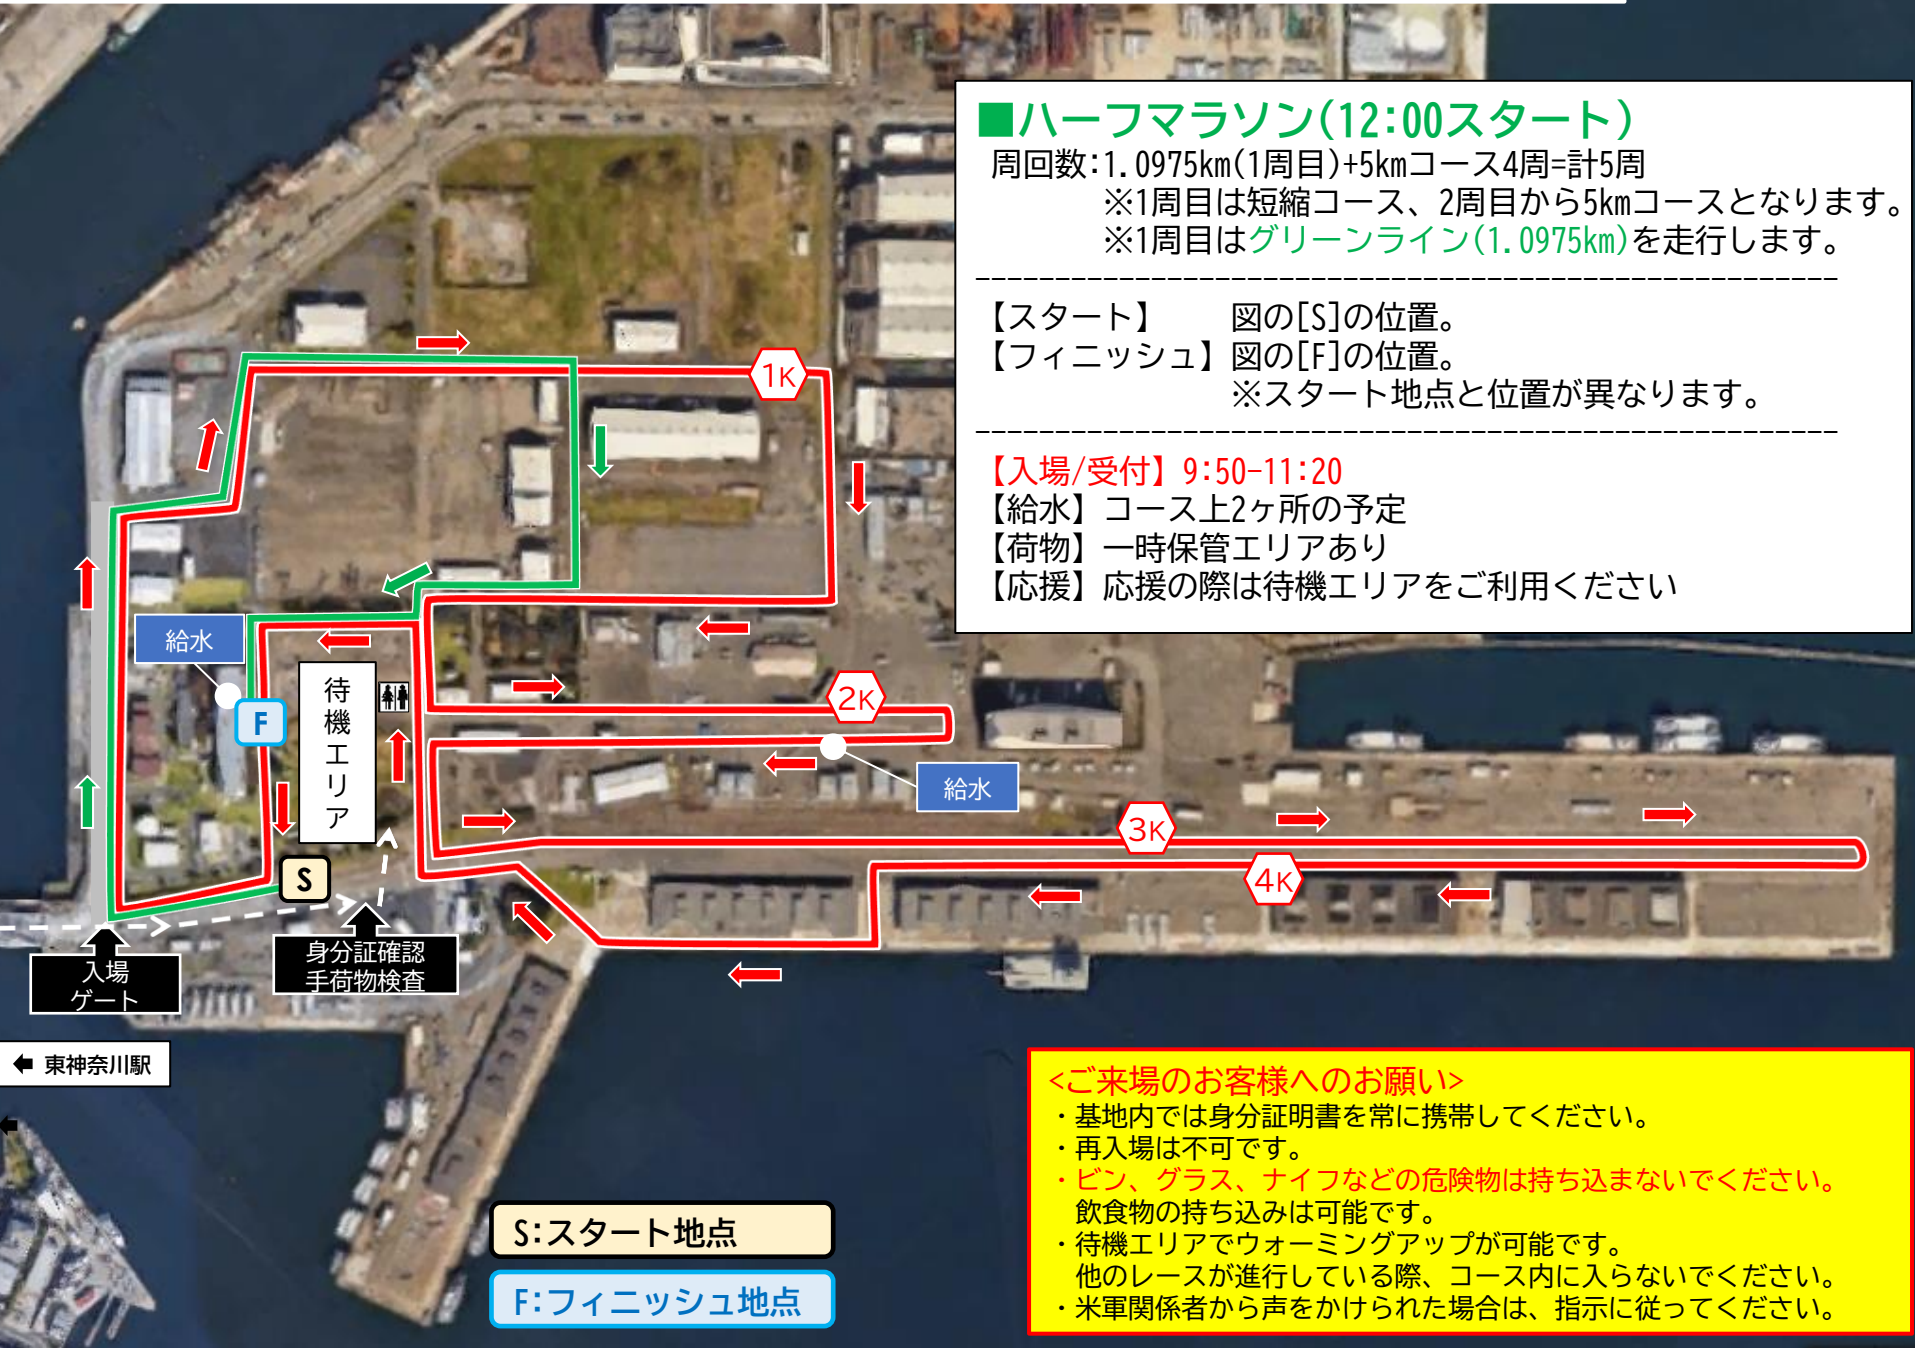 ■ハーフマラソン(12:00スタート)
周回数:1.0975km(1周目)+5kmコース4周=計5周
※1周目は短縮コース、2周目から5kmコースとなります。
※1周目はグリーンライン(1.0975km)を走行します。
【スタート】 図の[S]の位置。
【フィニッシュ】図の[F]の位置。
※スタート地点と位置が異なります。
【入場/受付】9:50-11:20
【給水】コース上2ヶ所の予定
【荷物】一時保管エリアあり
【応援】応援の際は待機エリアをご利用ください
1K
給水
待機エリア
2K
F
給水
3K
S
4K
入場
ゲート
身分証確認
手荷物検査
← 東神奈川駅
S:スタート地点
F:フィニッシュ地点
<ご来場のお客様へのお願い>
・基地内では身分証明書を常に携帯してください。
・再入場は不可です。
・ビン、グラス、ナイフなどの危険物は持ち込まないでください。
飲食物の持ち込みは可能です。
・待機エリアでウォーミングアップが可能です。
他のレースが進行している際、コース内に入らないでください。
・米軍関係者から声をかけられた場合は、指示に従ってください。